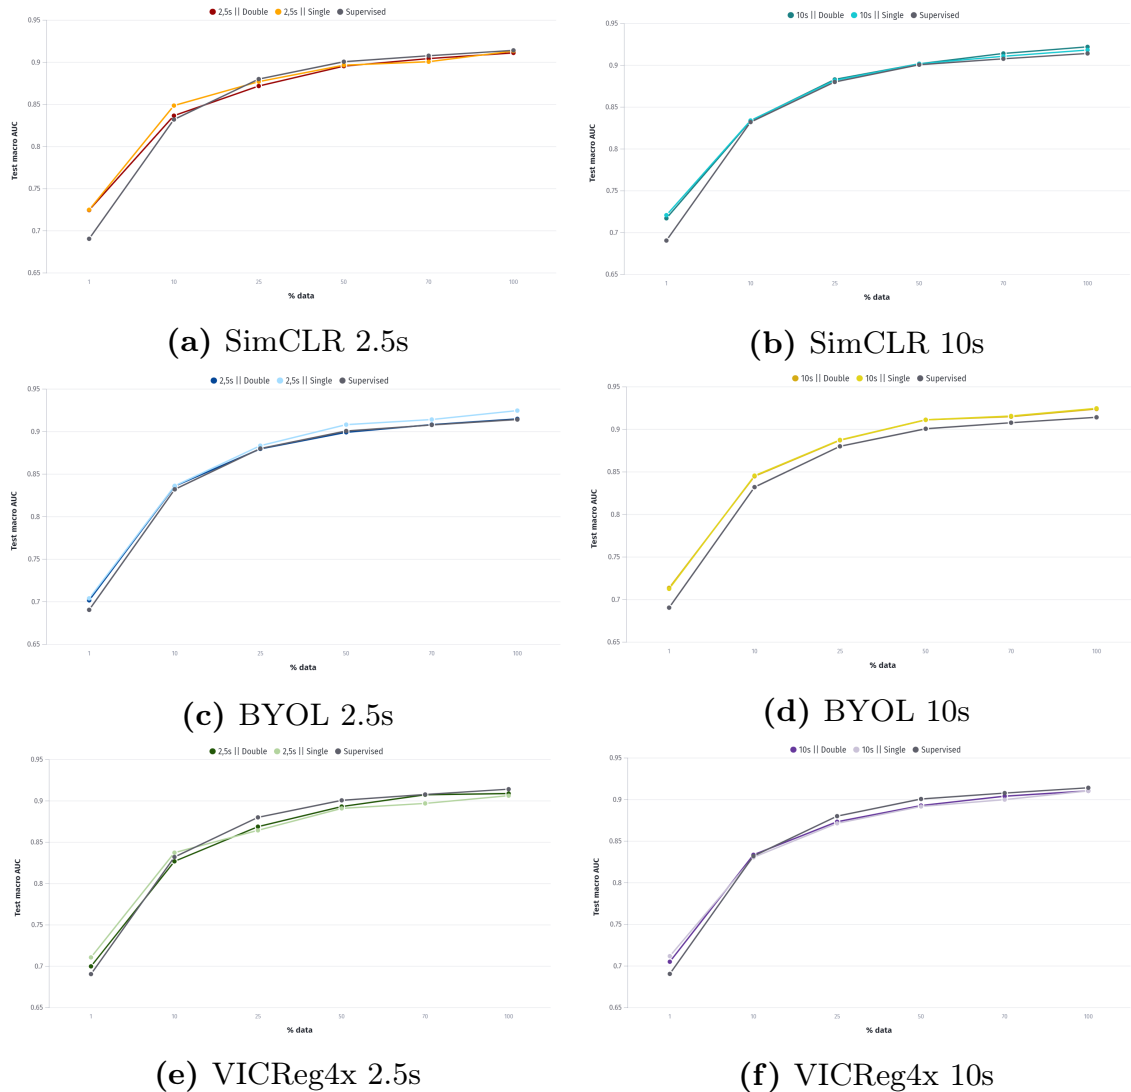 2,5s || Double 2,5s || Single Supervised
0.95
0.9
0.85
0.8
0.75
0.7
0.65
Test macro AUC
1 10 25 50 70 100
% data
(a) SimCLR 2.5s
10s || Double 10s || Single Supervised
0.95
0.9
0.85
0.8
0.75
0.7
0.65
Test macro AUC
1 10 25 50 70 100
% data
(b) SimCLR 10s
2,5s || Double 2,5s || Single Supervised
0.95
0.9
0.85
0.8
0.75
0.7
0.65
Test macro AUC
1 10 25 50 70 100
% data
(c) BYOL 2.5s
10s || Double 10s || Single Supervised
0.95
0.9
0.85
0.8
0.75
0.7
0.65
Test macro AUC
1 10 25 50 70 100
% data
(d) BYOL 10s
2,5s || Double 2,5s || Single Supervised
0.95
0.9
0.85
0.8
0.75
0.7
0.65
Test macro AUC
1 10 25 50 70 100
% data
(e) VICReg4x 2.5s
10s || Double 10s || Single Supervised
0.95
0.9
0.85
0.8
0.75
0.7
0.65
Test macro AUC
1 10 25 50 70 100
% data
(f) VICReg4x 10s